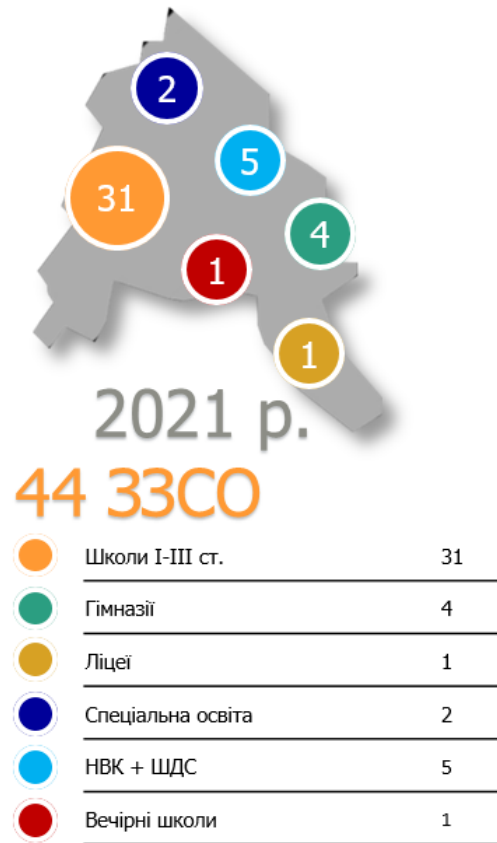 2
5
31
4
1
1
2021 р.
44 ЗЗСО
Школи І-ІІІ ст. 31
Гімназії 4
Ліцеї 1
Спеціальна освіта 2
НВК + ШДС 5
Вечірні школи 1